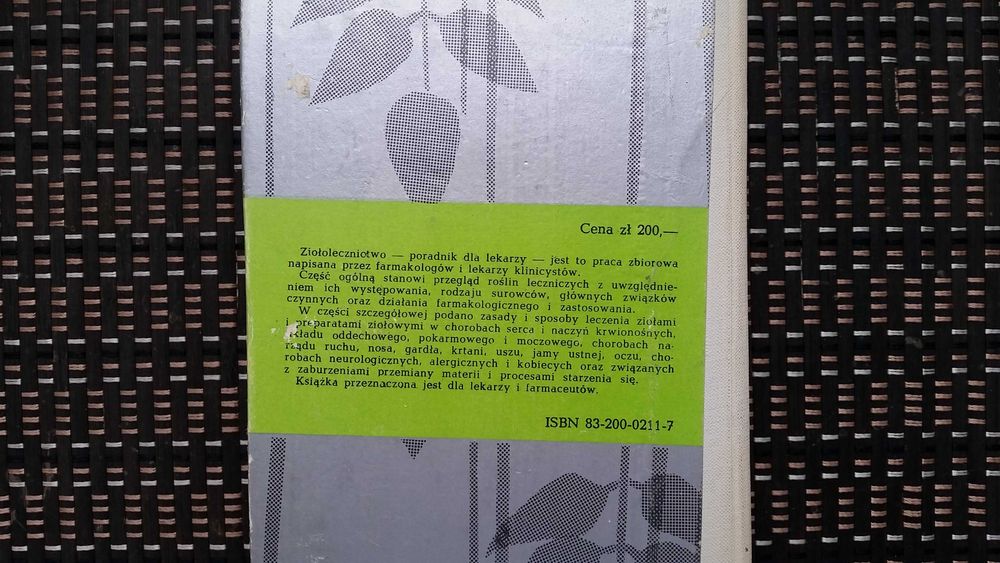 Cena zł 200,—
Ziołolecznictwo — poradnik dla lekarzy — jest to praca zbiorowa
napisana przez farmakologów i lekarzy klinicystów.
Część ogólną stanowi przegląd roślin leczniczych z uwzględnie-
niem ich występowania, rodzaju surowców, głównych związków
czynnych oraz działania farmakologicznego i zastosowania.
W części szczegółowej podano zasady i sposoby leczenia ziołami
i preparatami ziołowymi w chorobach serca i naczyń krwionośnych,
układu oddechowego, pokarmowego i moczowego, chorobach na-
rządu ruchu, nosa, gardła, krtani, uszu, jamy ustnej, oczu, cho-
robach neurologicznych, alergicznych i kobiecych oraz związanych
z zaburzeniami przemiany materii i procesami starzenia się.
Książka przeznaczona jest dla lekarzy i farmaceutów.
ISBN 83-200-0211-7